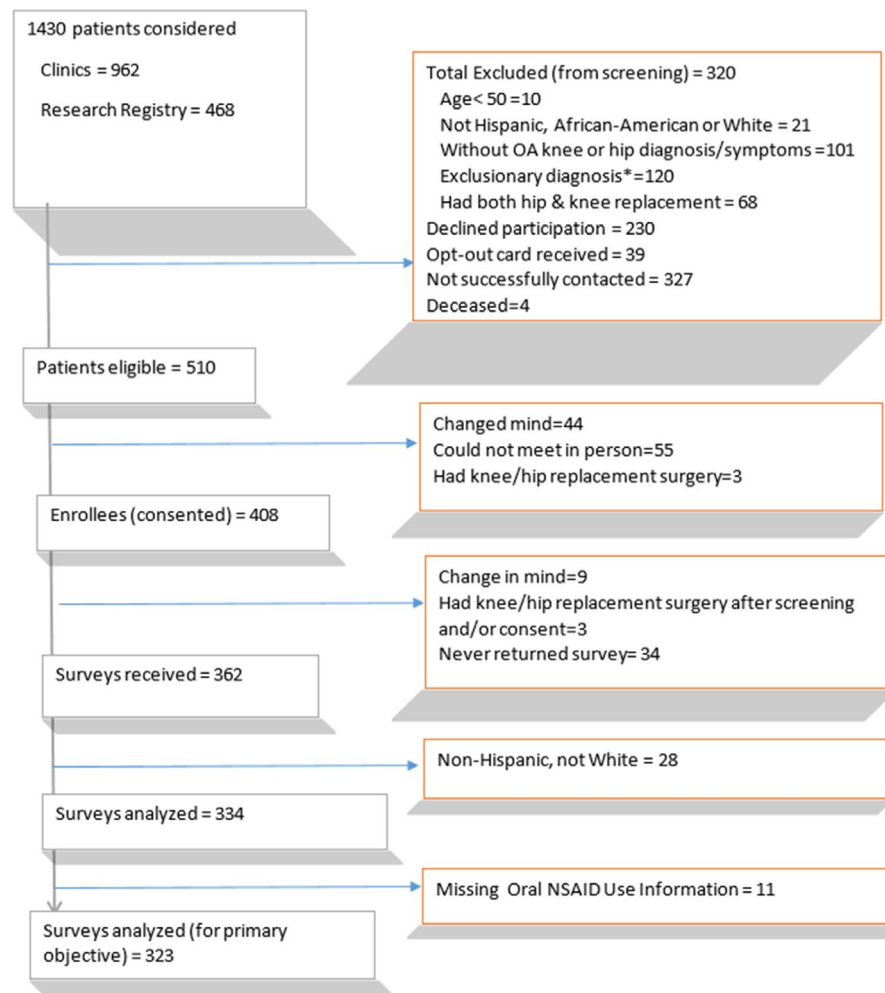 1430 patients considered
Clinics = 962
Research Registry = 468
Total Excluded (from screening) = 320
Age< 50 =10
Not Hispanic, African-American or White = 21
Without OA knee or hip diagnosis/symptoms =101
Exclusionary diagnosis*=120
Had both hip & knee replacement = 68
Declined participation = 230
Opt-out card received = 39
Not successfully contacted = 327
Deceased=4
Patients eligible = 510
Changed mind=44
Could not meet in person=55
Had knee/hip replacement surgery=3
Enrollees (consented) = 408
Change in mind=9
Had knee/hip replacement surgery after screening
and/or consent=3
Never returned survey= 34
Surveys received = 362
Non-Hispanic, not White = 28
Surveys analyzed = 334
Missing Oral NSAID Use Information = 11
Surveys analyzed (for primary
objective) = 323